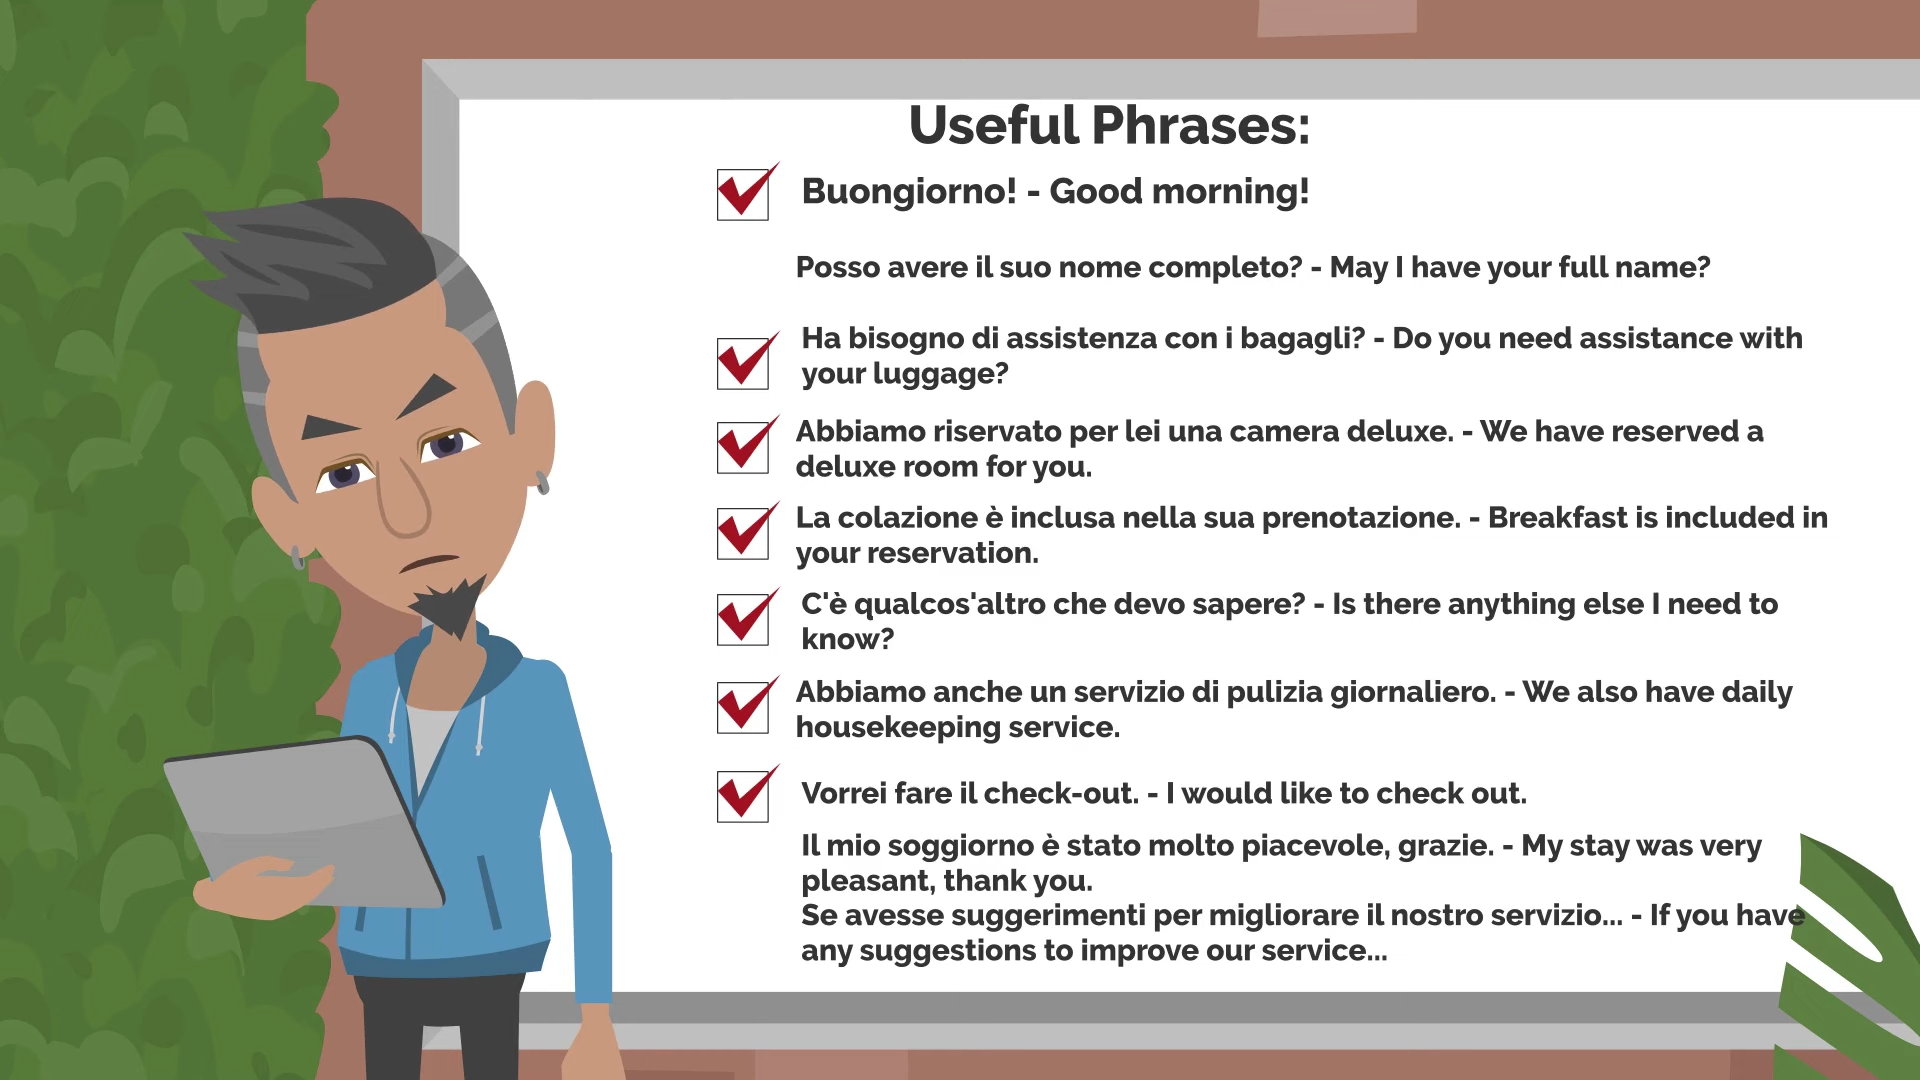 Useful Phrases:
Buongiorno! - Good morning!
Posso avere il suo nome completo? - May I have your full name?
Ha bisogno di assistenza con i bagagli? - Do you need assistance with
your luggage?
Abbiamo riservato per lei una camera deluxe. - We have reserved a
deluxe room for you.
La colazione è inclusa nella sua prenotazione. - Breakfast is included in
your reservation.
C'è qualcos'altro che devo sapere? - Is there anything else I need to
know?
Abbiamo anche un servizio di pulizia giornaliero. - We also have daily
housekeeping service.
Vorrei fare il check-out. - I would like to check out.
Il mio soggiorno è stato molto piacevole, grazie. - My stay was very
pleasant, thank you.
Se avesse suggerimenti per migliorare il nostro servizio... - If you have
any suggestions to improve our service...